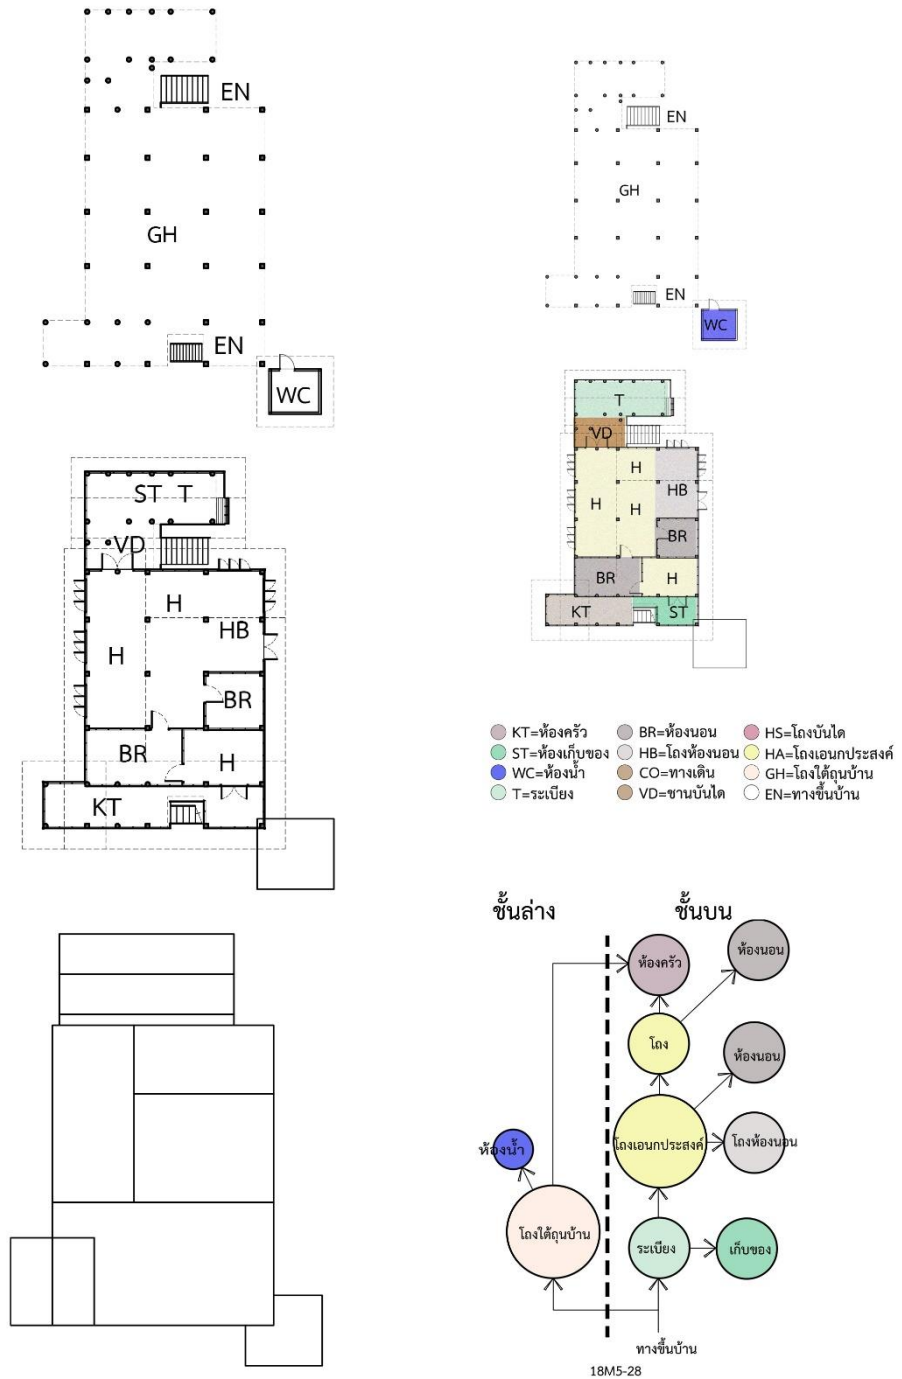 EN
GH
EN
WC
EN
GH
EN
WC
ST T
VD
H
HB
H
BR
BR
H
KT
T
VD
H
HB
H
H
BR
BR
H
KT
ST
KT=ห้องครัว
ST=ห้องเก็บของ
WC=ห้องน้ำ
T=ระเบียง
BR=ห้องนอน
HB=โถงห้องนอน
CO=ทางเดิน
VD=ชานบันได
HS=โถงบันได
HA=โถงเอนกประสงค์
GH=โถงใต้ถุนบ้าน
EN=ทางขึ้นบ้าน
ชั้นล่าง
ชั้นบน
ห้องครัว
ห้องนอน
โถง
ห้องนอน
โถงเอนกประสงค์
โถงห้องนอน
ห้องน้ำ
โถงใต้ถุนบ้าน
ระเบียง
เก็บของ
ทางขึ้นบ้าน
18M5-28